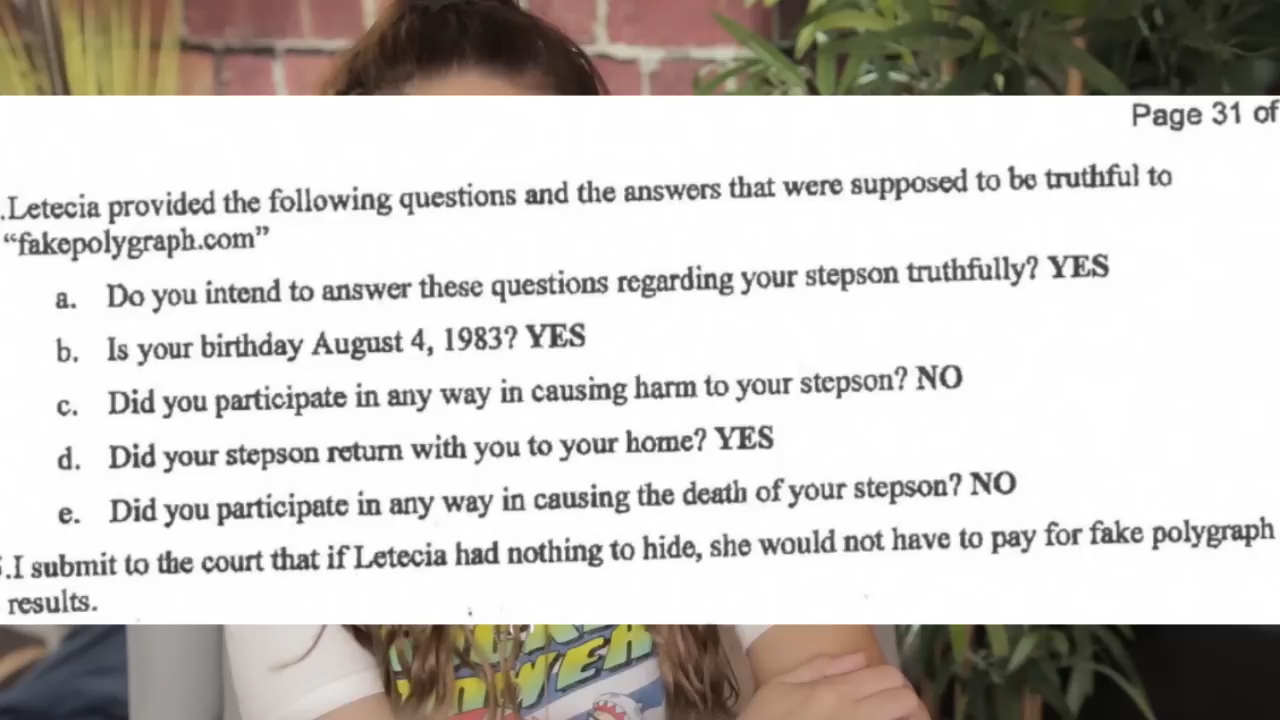 Page 31 of
.Letecia provided the following questions and the answers that were supposed to be truthful to
“fakepolygraph.com”
a. Do you intend to answer these questions regarding your stepson truthfully? YES
b. Is your birthday August 4, 1983? YES
c. Did you participate in any way in causing harm to your stepson? NO
d. Did your stepson return with you to your home? YES
e. Did you participate in any way in causing the death of your stepson? NO
.I submit to the court that if Letecia had nothing to hide, she would not have to pay for fake polygraph
results.